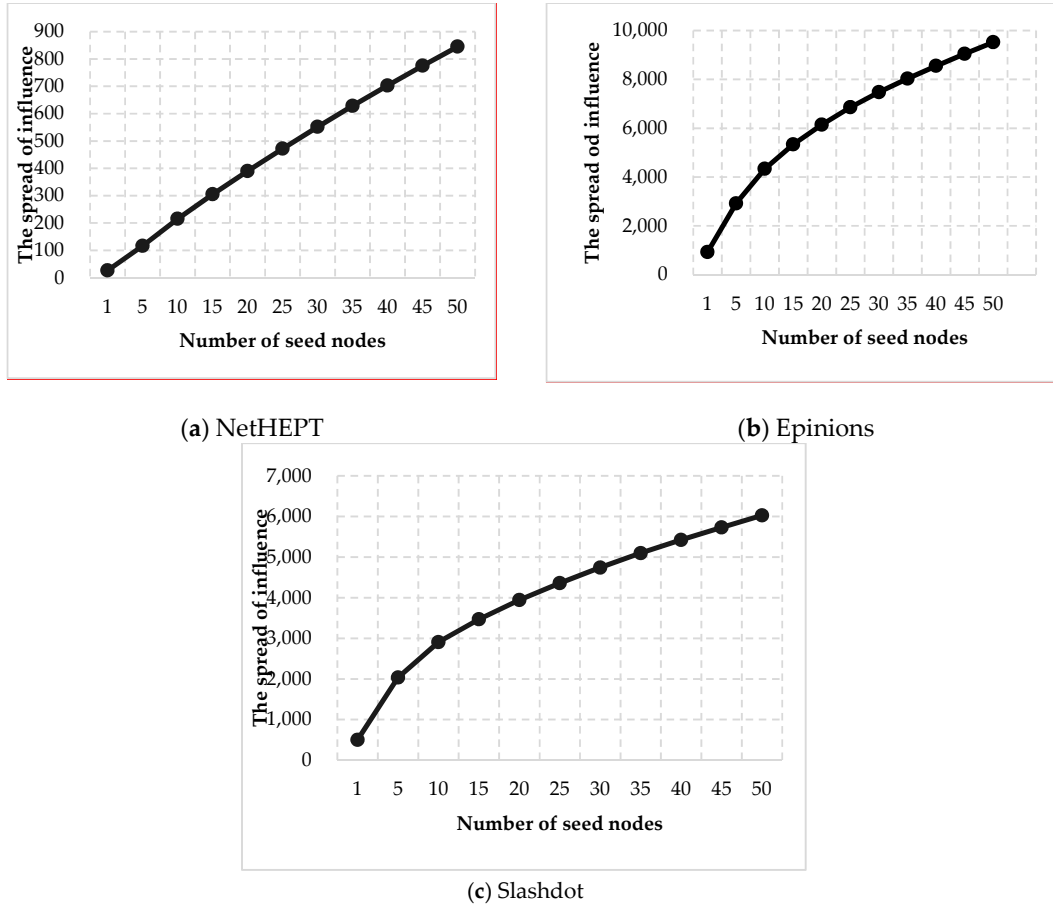 The spread of influence
900
800
700
600
500
400
300
200
100
0
1 5 10 15 20 25 30 35 40 45 50
Number of seed nodes
(a) NetHEPT
The spread od influence
10,000
8,000
6,000
4,000
2,000
0
1 5 10 15 20 25 30 35 40 45 50
Number of seed nodes
(b) Epinions
The spread of influence
7,000
6,000
5,000
4,000
3,000
2,000
1,000
0
1 5 10 15 20 25 30 35 40 45 50
Number of seed nodes
(c) Slashdot